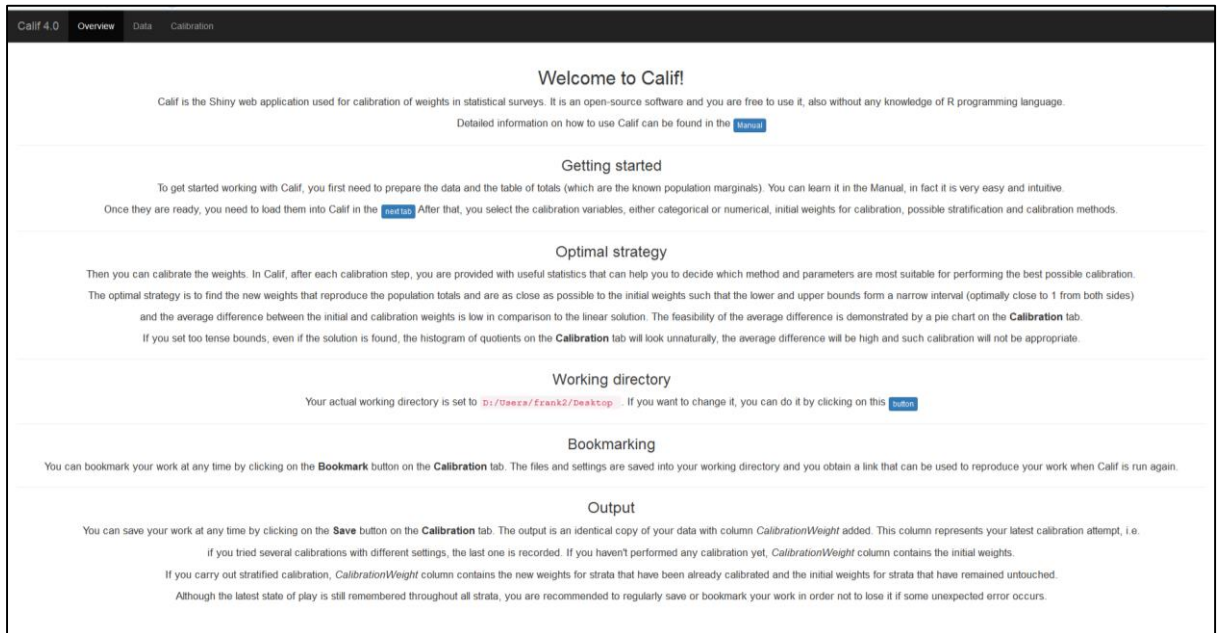 Calif 4.0 Overview Data Calibration
Welcome to Calif!
Calif is the Shiny web application used for calibration of weights in statistical surveys. It is an open-source software and you are free to use it, also without any knowledge of R programming language.
Detailed information on how to use Calif can be found in the Manual
Getting started
To get started working with Calif, you first need to prepare the data and the table of totals (which are the known population marginals). You can learn it in the Manual, in fact it is very easy and intuitive.
Once they are ready, you need to load them into Calif in the next tab After that, you select the calibration variables, either categorical or numerical, initial weights for calibration, possible stratification and calibration methods.
Optimal strategy
Then you can calibrate the weights. In Calif, after each calibration step, you are provided with useful statistics that can help you to decide which method and parameters are most suitable for performing the best possible calibration.
The optimal strategy is to find the new weights that reproduce the population totals and are as close as possible to the initial weights such that the lower and upper bounds form a narrow interval (optimally close to 1 from both sides)
and the average difference between the initial and calibration weights is low in comparison to the linear solution. The feasibility of the average difference is demonstrated by a pie chart on the Calibration tab.
If you set too tense bounds, even if the solution is found, the histogram of quotients on the Calibration tab will look unnaturally, the average difference will be high and such calibration will not be appropriate.
Working directory
Your actual working directory is set to D:/Users/frank2/Desktop . If you want to change it, you can do it by clicking on this button
Bookmarking
You can bookmark your work at any time by clicking on the Bookmark button on the Calibration tab. The files and settings are saved into your working directory and you obtain a link that can be used to reproduce your work when Calif is run again.
Output
You can save your work at any time by clicking on the Save button on the Calibration tab. The output is an identical copy of your data with column CalibrationWeight added. This column represents your latest calibration attempt, i.e.
if you tried several calibrations with different settings, the last one is recorded. If you haven't performed any calibration yet, CalibrationWeight column contains the initial weights.
If you carry out stratified calibration, CalibrationWeight column contains the new weights for strata that have been already calibrated and the initial weights for strata that have remained untouched.
Although the latest state of play is still remembered throughout all strata, you are recommended to regularly save or bookmark your work in order not to lose it if some unexpected error occurs.